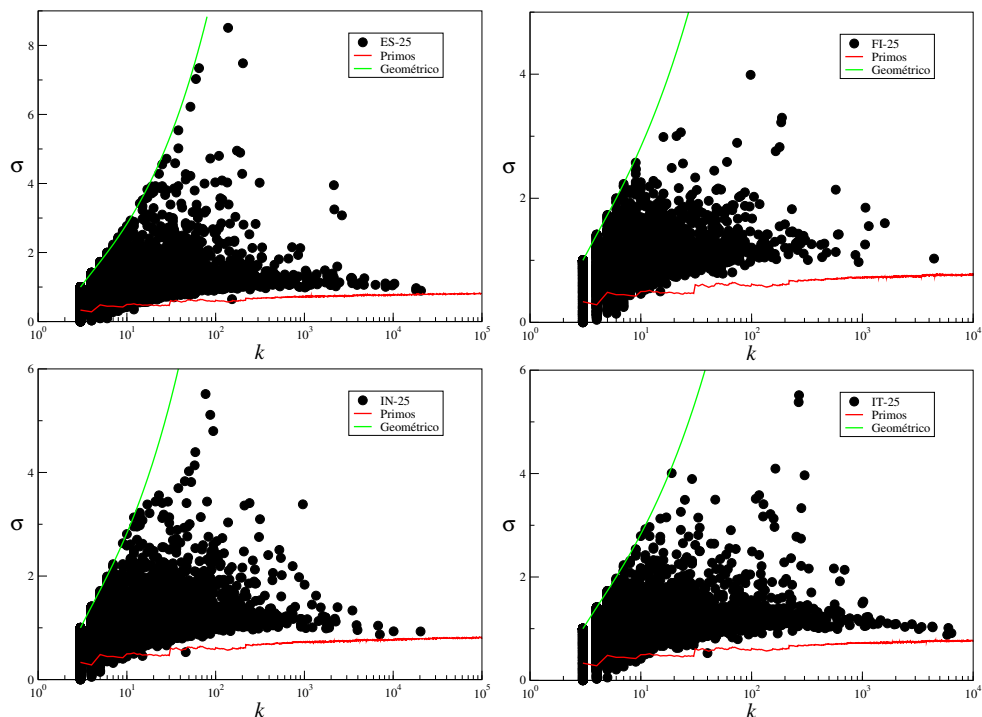 8
6
σ
4
2
0
10^0
10^1
10^2
10^3
10^4
10^5
k
ES-25
Primos
Geométrico
4
σ
2
0
10^0
10^1
10^2
10^3
10^4
k
FI-25
Primos
Geométrico
6
4
σ
2
0
10^0
10^1
10^2
10^3
10^4
10^5
k
IN-25
Primos
Geométrico
6
4
σ
2
0
10^0
10^1
10^2
10^3
10^4
k
IT-25
Primos
Geométrico